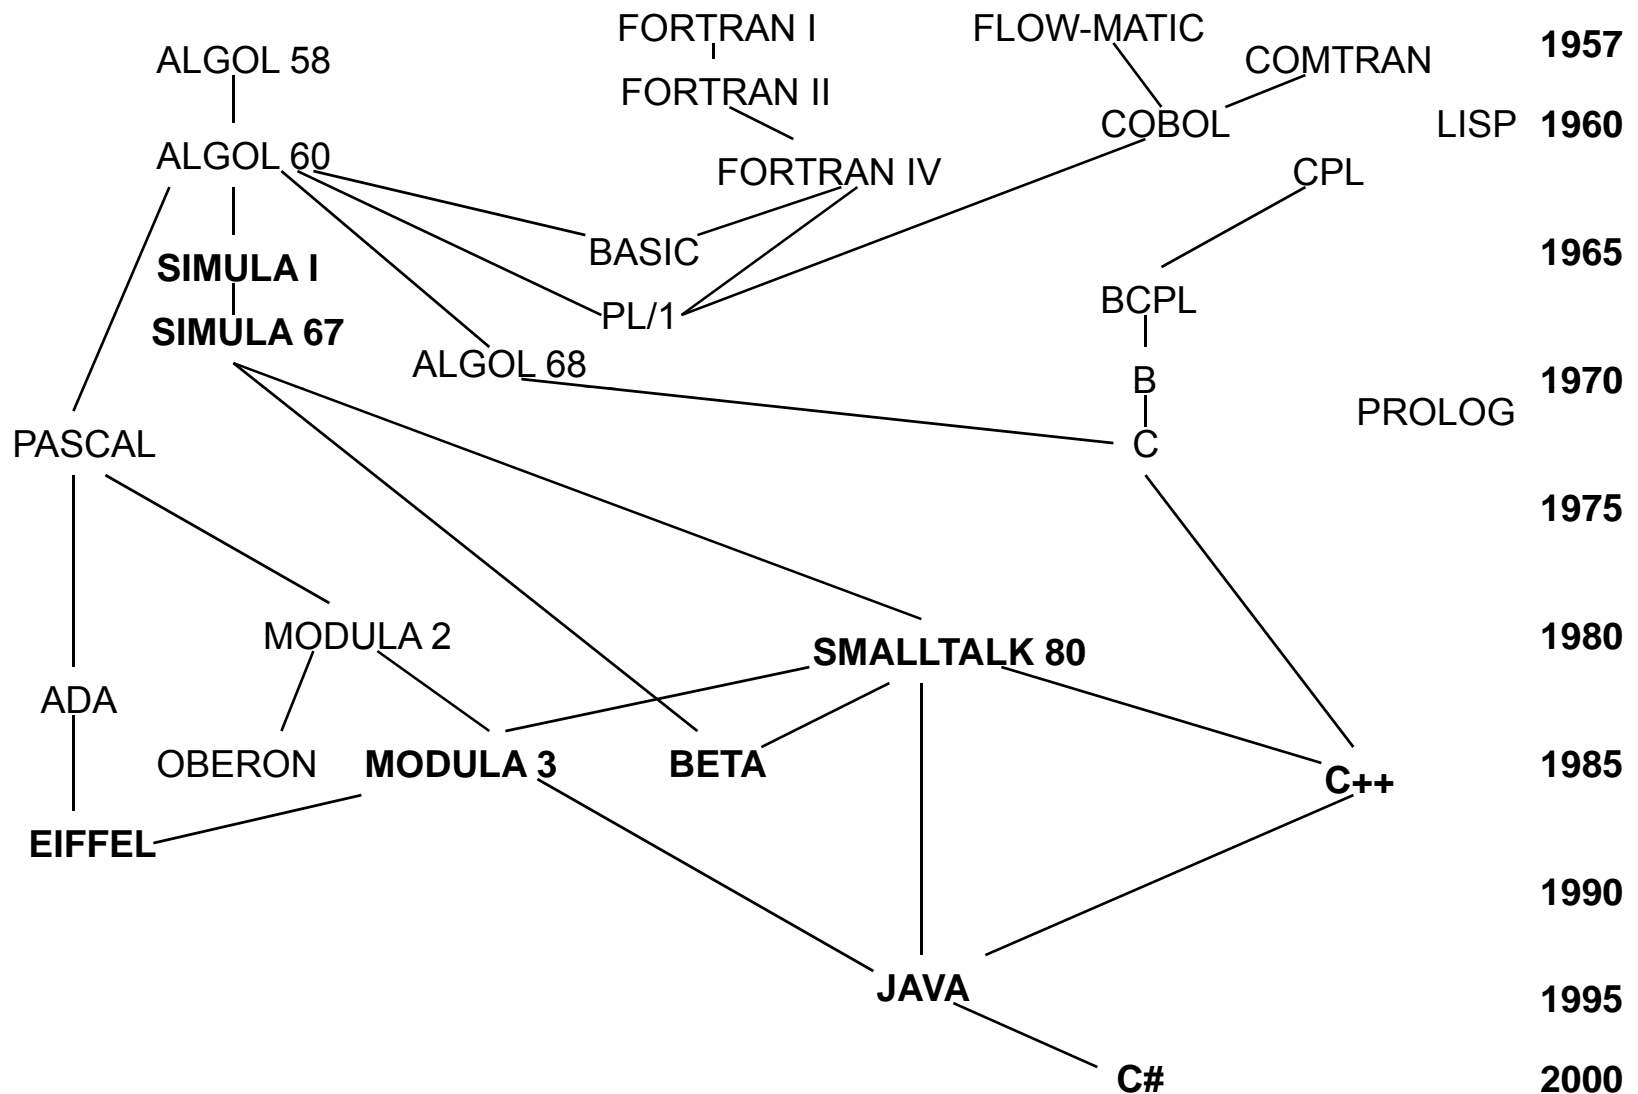 FORTRAN I
FLOW-MATIC
1957
ALGOL 58
COMTRAN
FORTRAN II
COBOL
LISP
1960
ALGOL 60
FORTRAN IV
CPL
BASIC
1965
SIMULA I
BCPL
PL/1
SIMULA 67
ALGOL 68
B
1970
PROLOG
PASCAL
C
1975
MODULA 2
1980
SMALLTALK 80
ADA
OBERON
MODULA 3
BETA
1985
C++
EIFFEL
1990
JAVA
1995
C#
2000